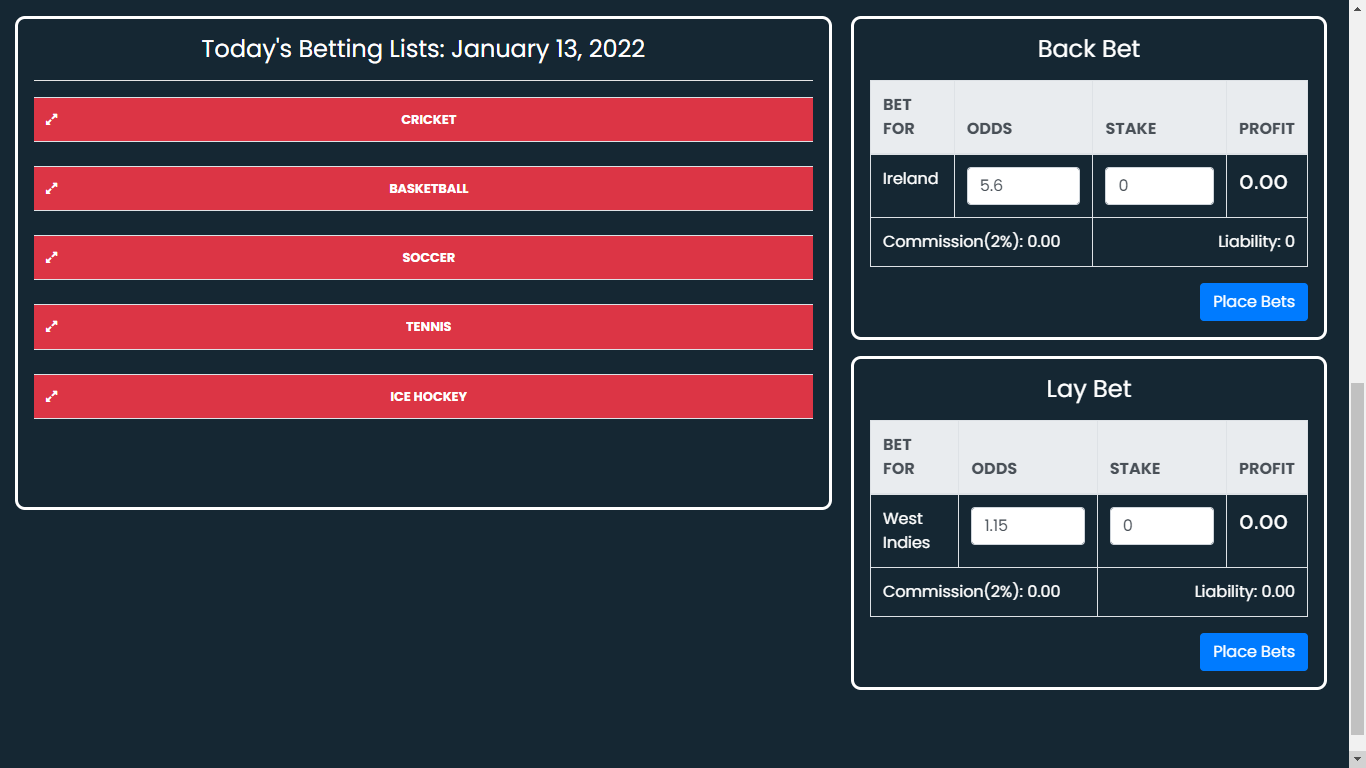 Today's Betting Lists: January 13, 2022
CRICKET
BASKETBALL
SOCCER
TENNIS
ICE HOCKEY
Back Bet
BET
FOR ODDS STAKE PROFIT
Ireland 5.6 0 0.00
Commission(2%): 0.00 Liability: 0
Place Bets
Lay Bet
BET
FOR ODDS STAKE PROFIT
West 1.15 0 0.00
Indies
Commission(2%): 0.00 Liability: 0.00
Place Bets